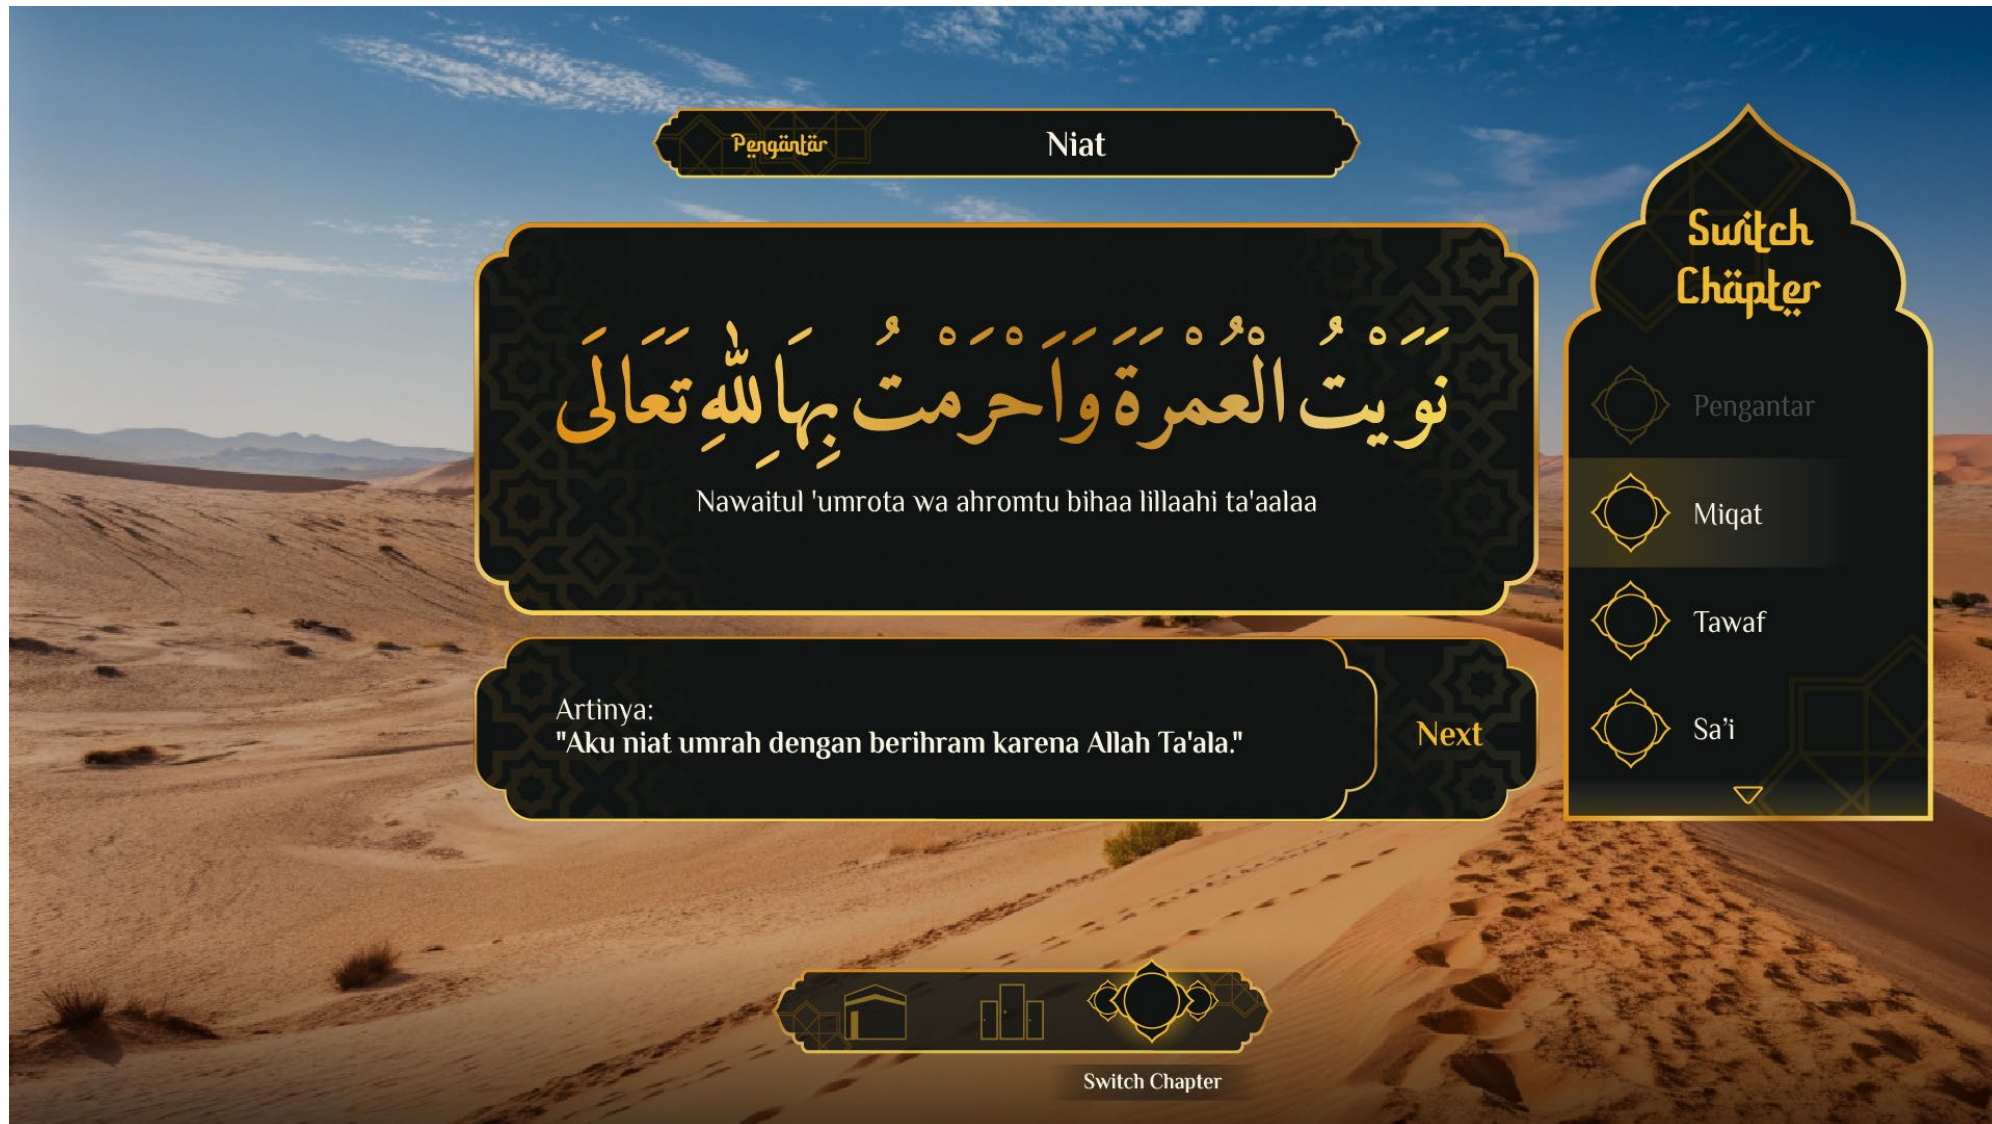 Pengantar
Niat
نَوَيْتُ الْعُمْرَةَ وَاَحْرَمْتُ بِهَا لِلّٰهِ تَعَالَى
Nawaitul 'umrota wa ahromtu bihaa lillaahi ta'aalaa
Artinya:
"Aku niat umrah dengan berihram karena Allah Ta'ala."
Next
Switch
Chapter
Pengantar
Miqat
Tawaf
Sa’i
Switch Chapter